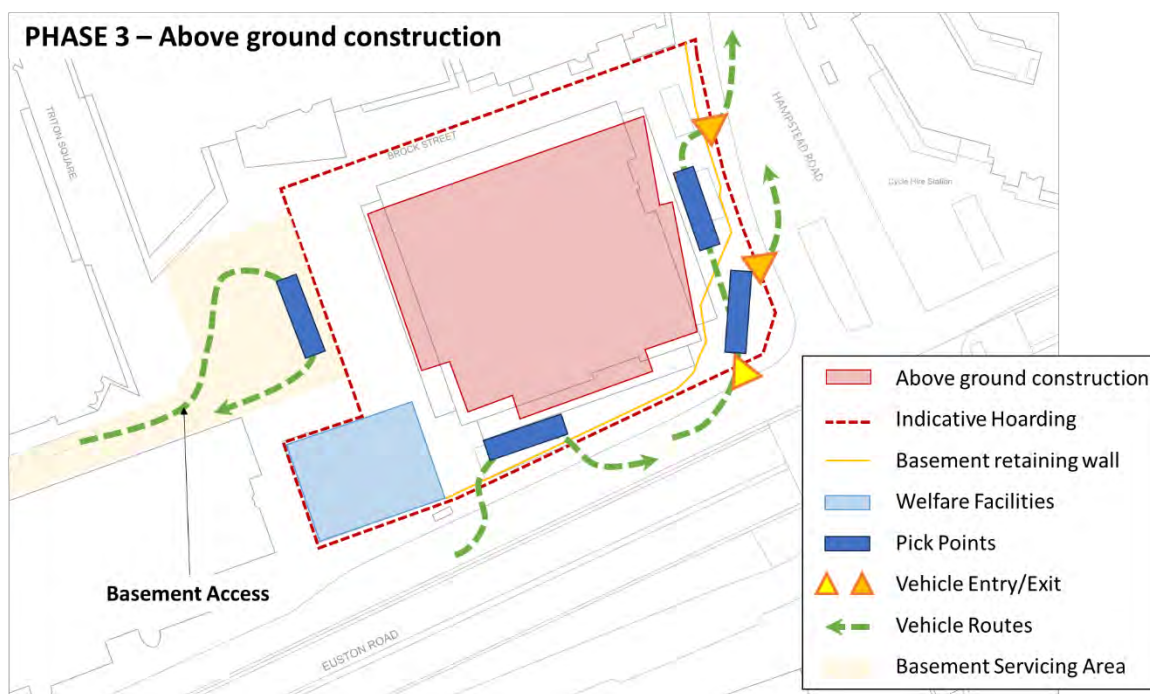 PHASE 3 – Above ground construction
TRITON SQUARE
BROCK STREET
HAMPSTEAD ROAD
Cycle Hire Station
Basement Access
EUSTON ROAD
Above ground construction
Indicative Hoarding
Basement retaining wall
Welfare Facilities
Pick Points
Vehicle Entry/Exit
Vehicle Routes
Basement Servicing Area